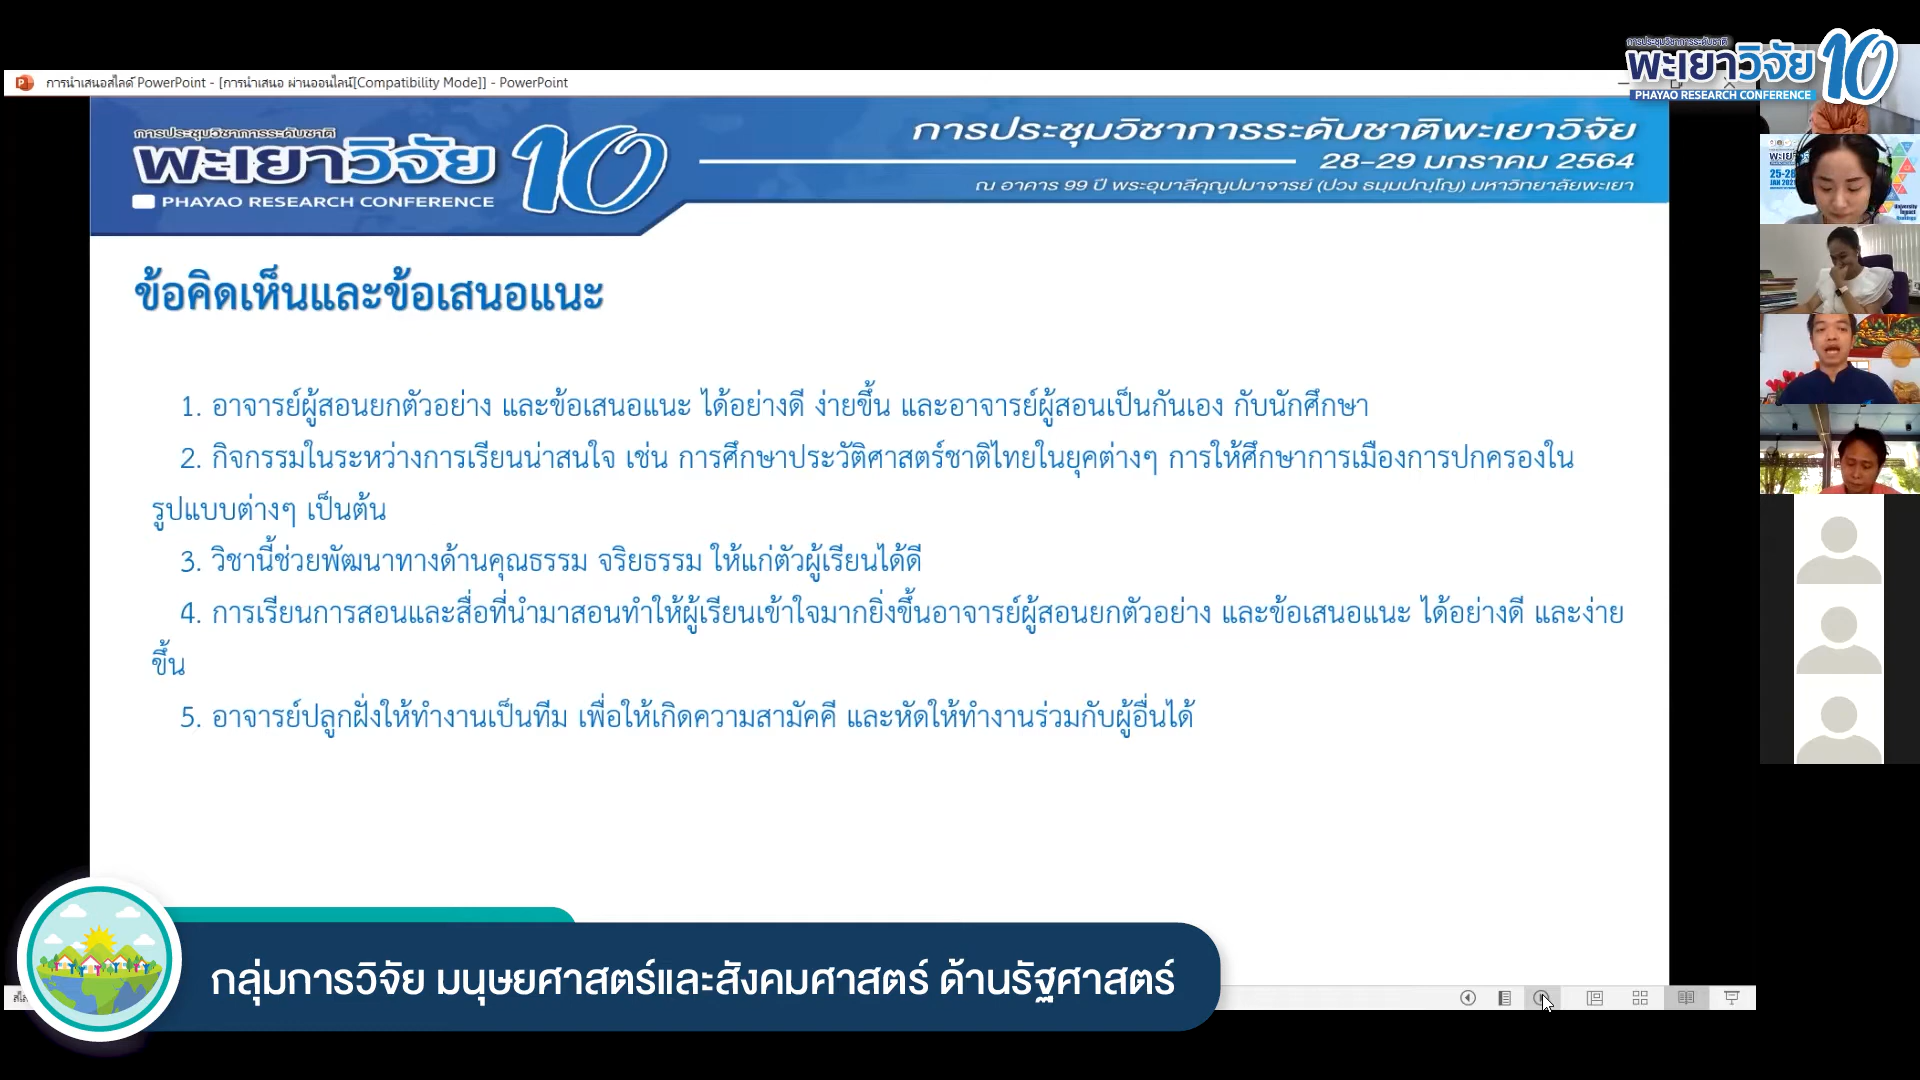 การประชุมวิชาการระดับชาติ
พะเยาวิจัย 10
PHAYAO RESEARCH CONFERENCE
การนำเสนอสไลด์ PowerPoint - [การนำเสนอ ผ่านออนไลน์[Compatibility Mode]] - PowerPoint
การประชุมวิชาการระดับชาติ
พะเยาวิจัย 10
PHAYAO RESEARCH CONFERENCE
การประชุมวิชาการระดับชาติพะเยาวิจัย
28-29 มกราคม 2564
ณ อาคาร 99 ปี พระอุบาลีคุณูปมาจารย์ (ปวง ธมฺมปญฺโญ) มหาวิทยาลัยพะเยา
ข้อคิดเห็นและข้อเสนอแนะ
1. อาจารย์ผู้สอนยกตัวอย่าง และข้อเสนอแนะ ได้อย่างดี ง่ายขึ้น และอาจารย์ผู้สอนเป็นกันเอง กับนักศึกษา
2. กิจกรรมในระหว่างการเรียนน่าสนใจ เช่น การศึกษาประวัติศาสตร์ชาติไทยในยุคต่างๆ การให้ศึกษาการเมืองการปกครองใน
รูปแบบต่างๆ เป็นต้น
3. วิชานี้ช่วยพัฒนาทางด้านคุณธรรม จริยธรรม ให้แก่ตัวผู้เรียนได้ดี
4. การเรียนการสอนและสื่อที่นำมาสอนทำให้ผู้เรียนเข้าใจมากยิ่งขึ้นอาจารย์ผู้สอนยกตัวอย่าง และข้อเสนอแนะ ได้อย่างดี และง่าย
ขึ้น
5. อาจารย์ปลูกฝั่งให้ทำงานเป็นทีม เพื่อให้เกิดความสามัคคี และหัดให้ทำงานร่วมกับผู้อื่นได้
กลุ่มการวิจัย มนุษยศาสตร์และสังคมศาสตร์ ด้านรัฐศาสตร์